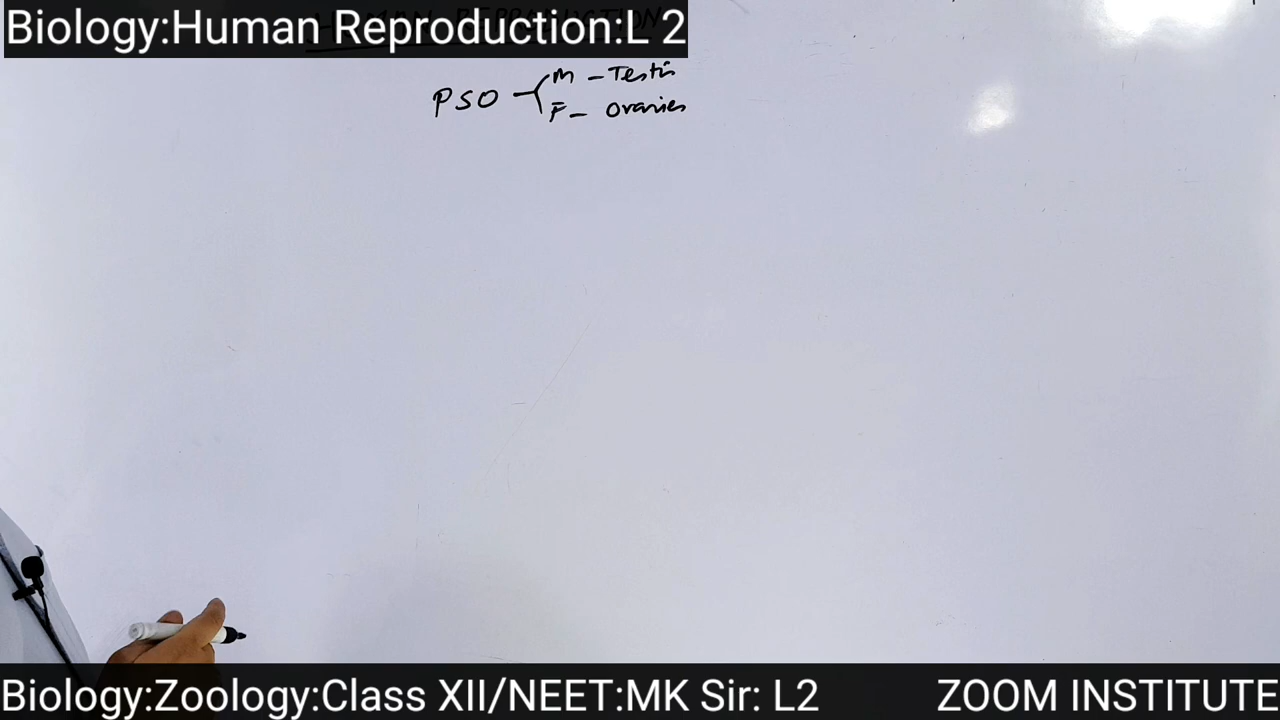 Biology:Human Reproduction:L 2
M - Testis
PSO
F - Ovaries
Biology:Zoology:Class XII/NEET:MK Sir: L2
ZOOM INSTITUTE